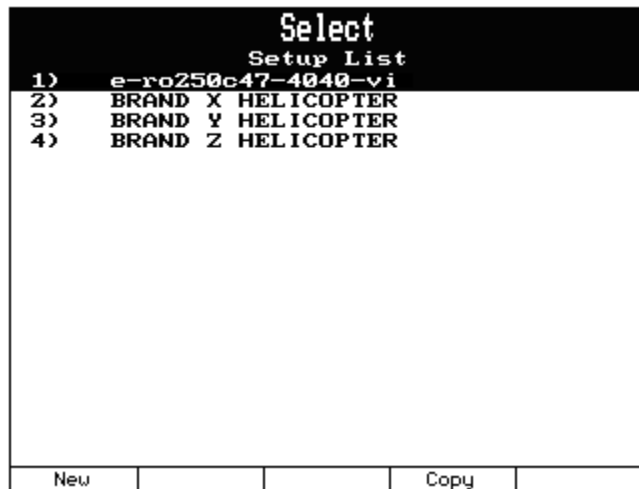 Select
Setup List
1) e-ro250c47-4040-vi
2) BRAND X HELICOPTER
3) BRAND Y HELICOPTER
4) BRAND Z HELICOPTER
New Copy